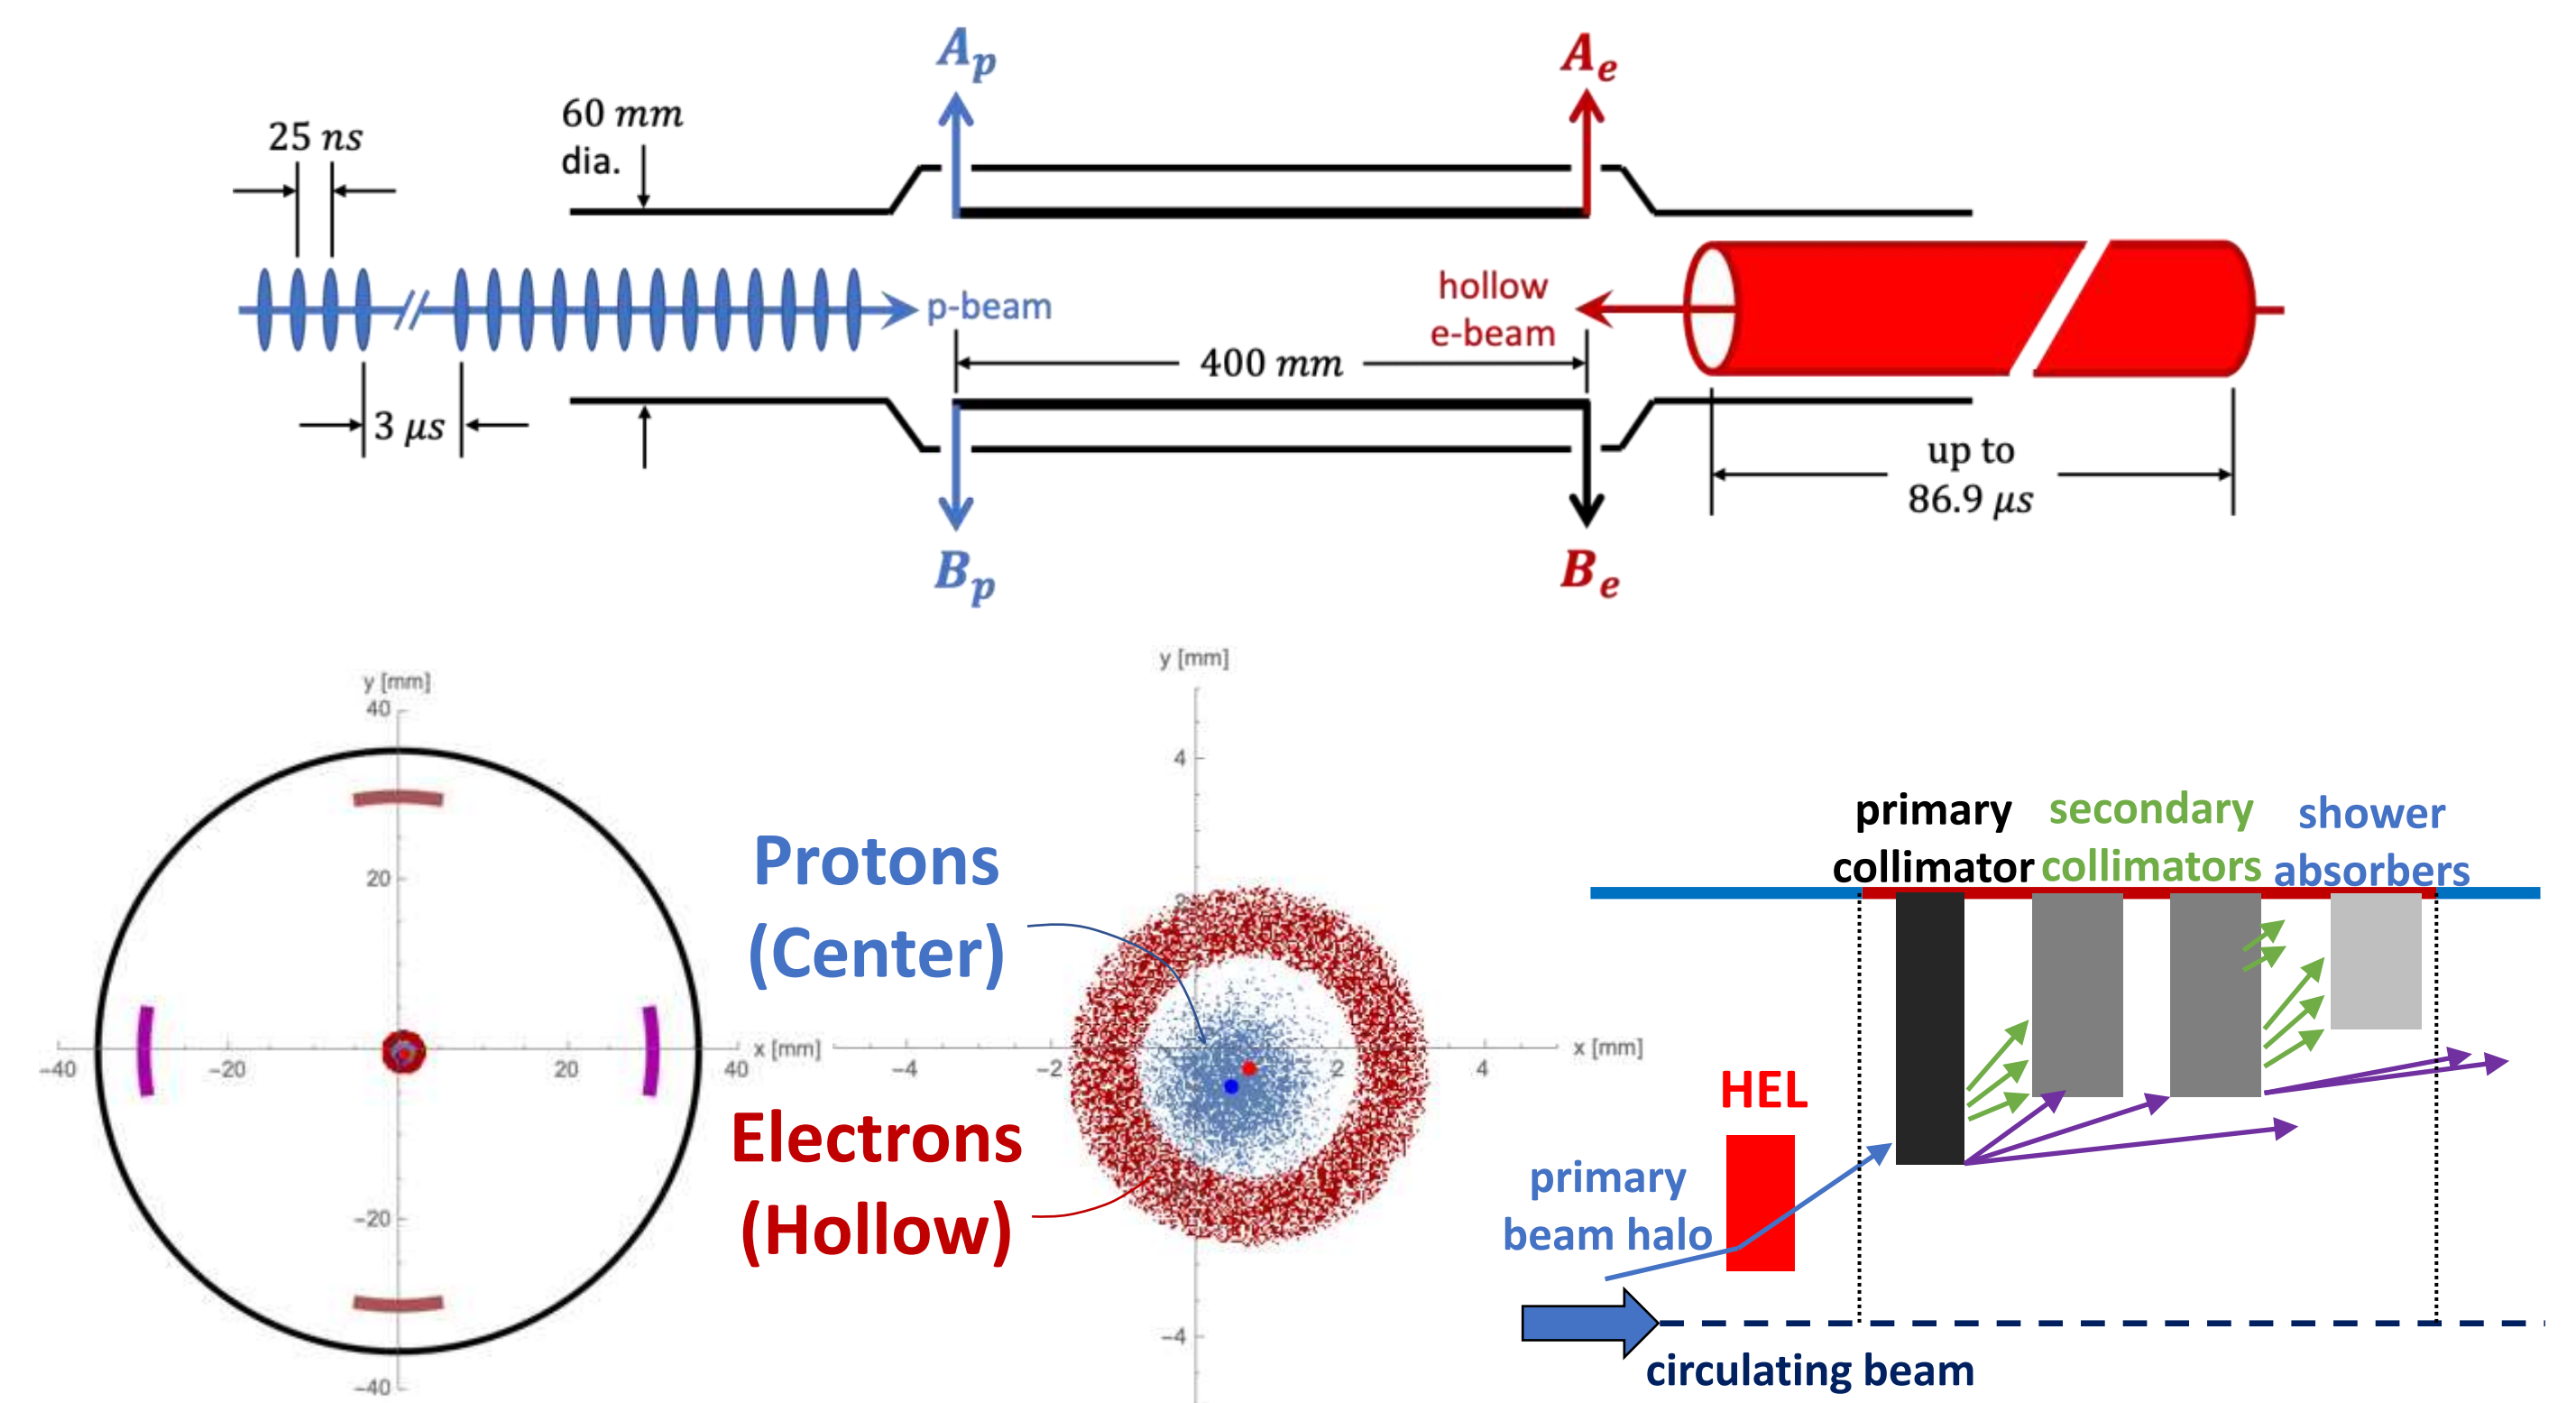 A_p
A_e
25 ns
60 mm
dia.
p-beam
hollow
e-beam
400 mm
3 μs
up to
86.9 μs
B_p
B_e
y [mm]
40
20
-40
-20
20
40
x [mm]
-20
-40
Protons
(Center)
Electrons
(Hollow)
y [mm]
4
2
-4
-2
2
4
x [mm]
-4
primary
collimator
secondary
collimators
shower
absorbers
HEL
primary
beam halo
circulating beam